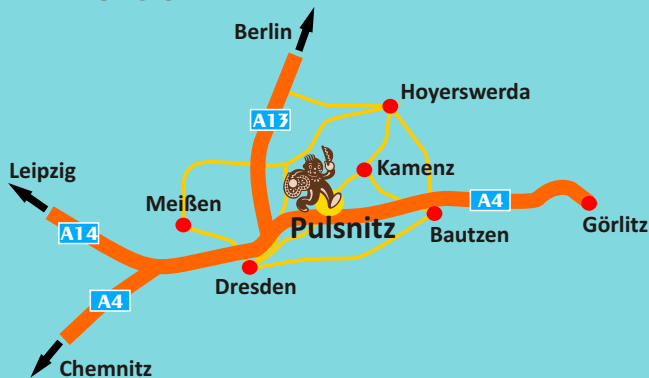 Berlin
Hoyerswerda
A13
Leipzig
Kamenz
Meißen
A4
Görlitz
Pulsnitz
Bautzen
A14
Dresden
A4
Chemnitz